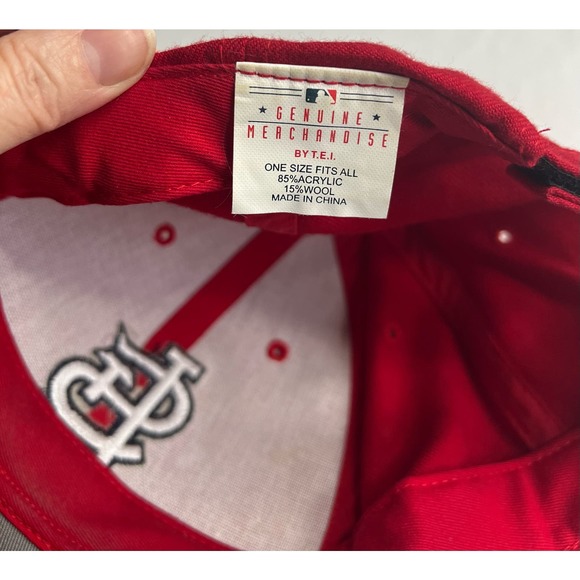 GENUINE
MERCHANDISE
BY T.E.I.
ONE SIZE FITS ALL
85%ACRYLIC
15%WOOL
MADE IN CHINA